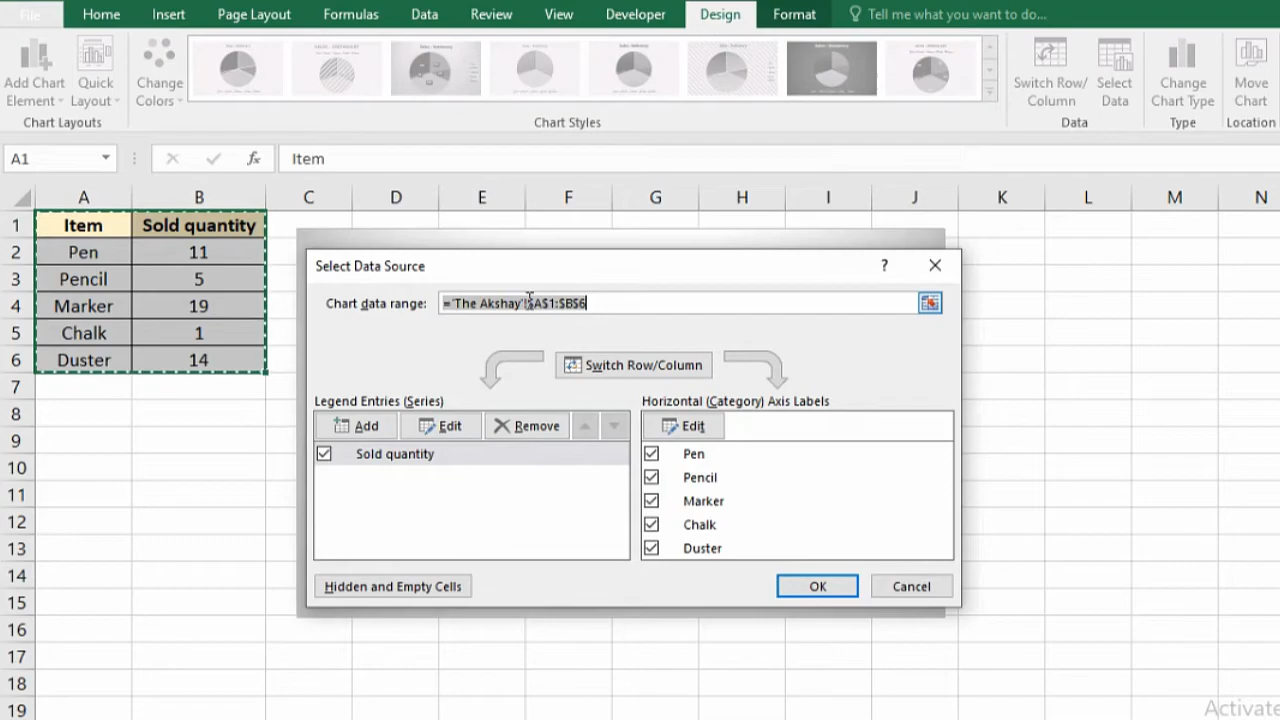 File Home Insert Page Layout Formulas Data Review View Developer Design Format Tell me what you want to do...
Add Chart Element
Quick Layout
Change Colors
Switch Row/ Column
Select Data
Change Chart Type
Move Chart
Chart Layouts Chart Styles Data Type Location
A1 fx Item
A B C D E F G H I J K L M N
1 Item Sold quantity
2 Pen 11
3 Pencil 5
4 Marker 19
5 Chalk 1
6 Duster 14
7
8
9
10
11
12
13
14
15
16
17
18
19
Select Data Source ?
Chart data range: ='The Akshay'!$A$1:$B$6
Switch Row/Column
Legend Entries (Series)
Add Edit Remove
Sold quantity
Horizontal (Category) Axis Labels
Edit
Pen
Pencil
Marker
Chalk
Duster
Hidden and Empty Cells OK Cancel
Activate